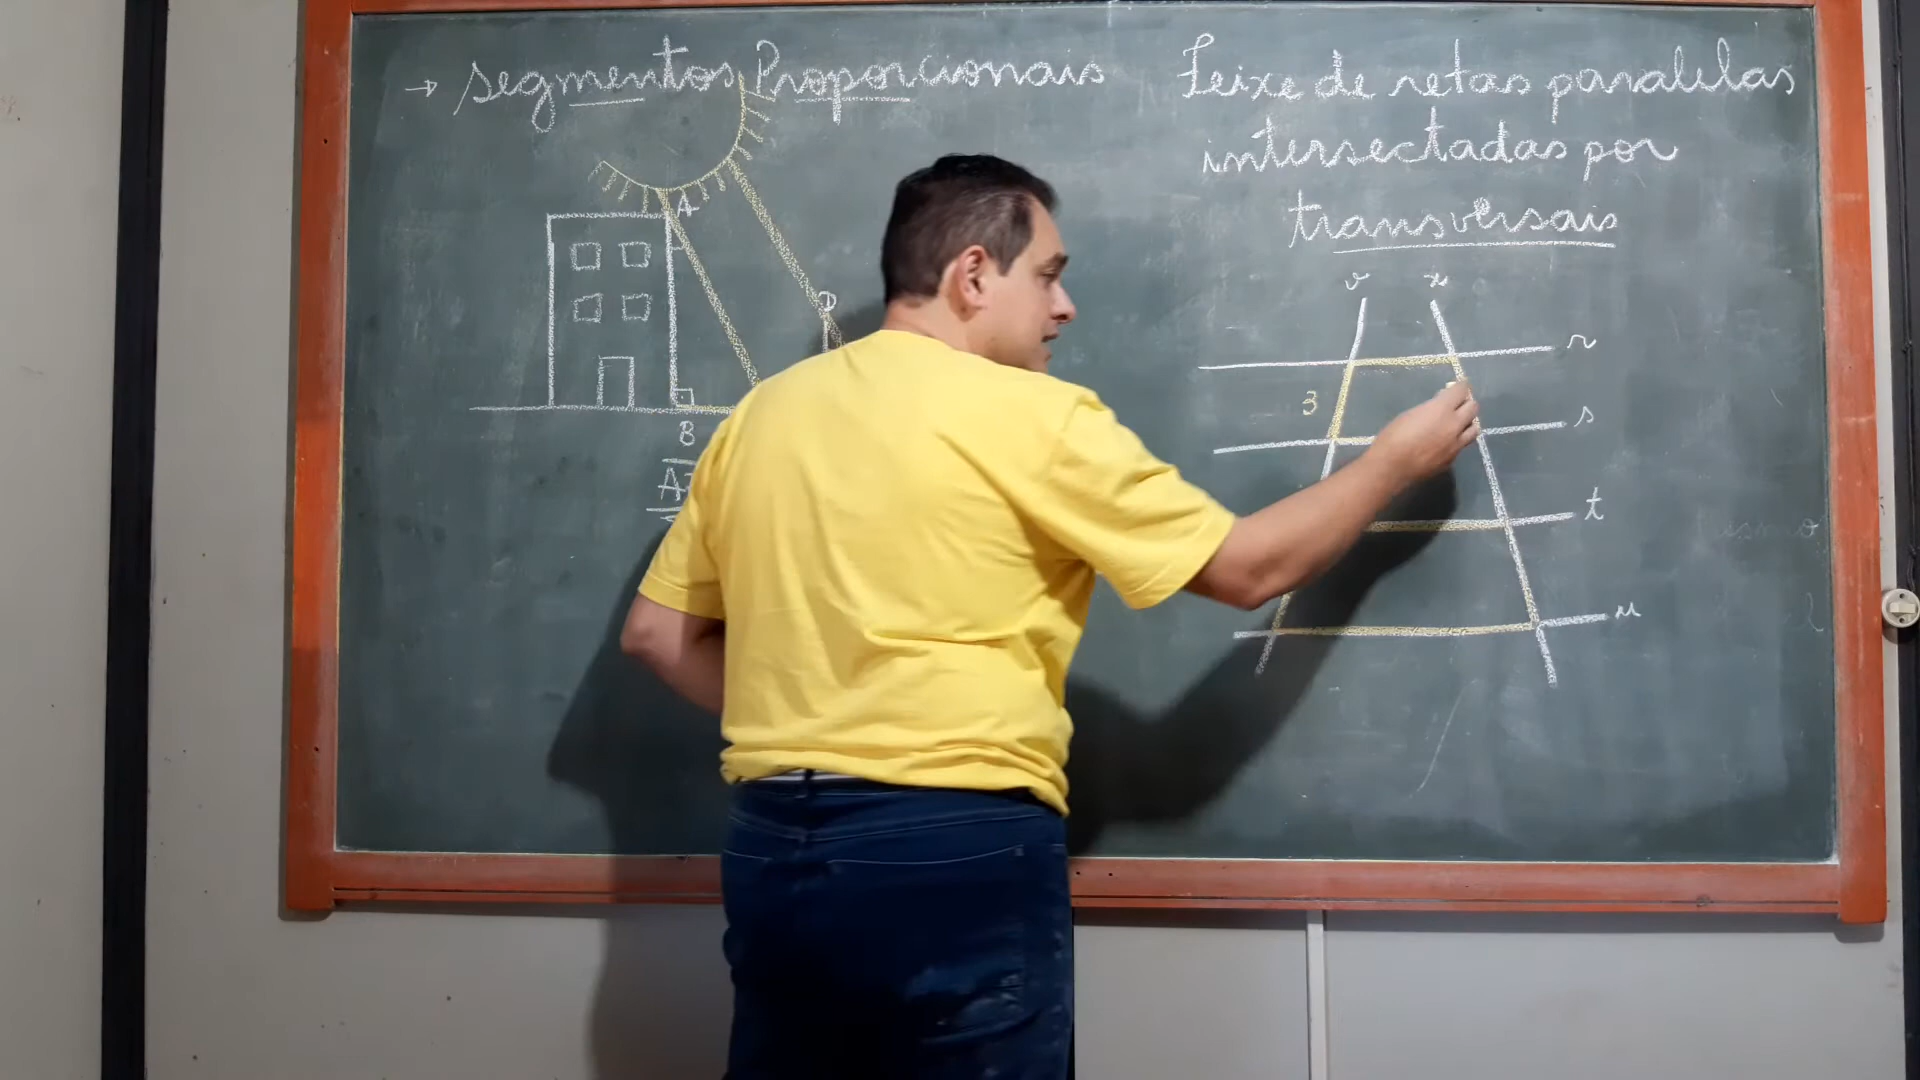 → Segmentos Proporcionais
A
D
B
Feixe de retas paralelas
intersectadas por
transversais
v x
r
3
s
t
u